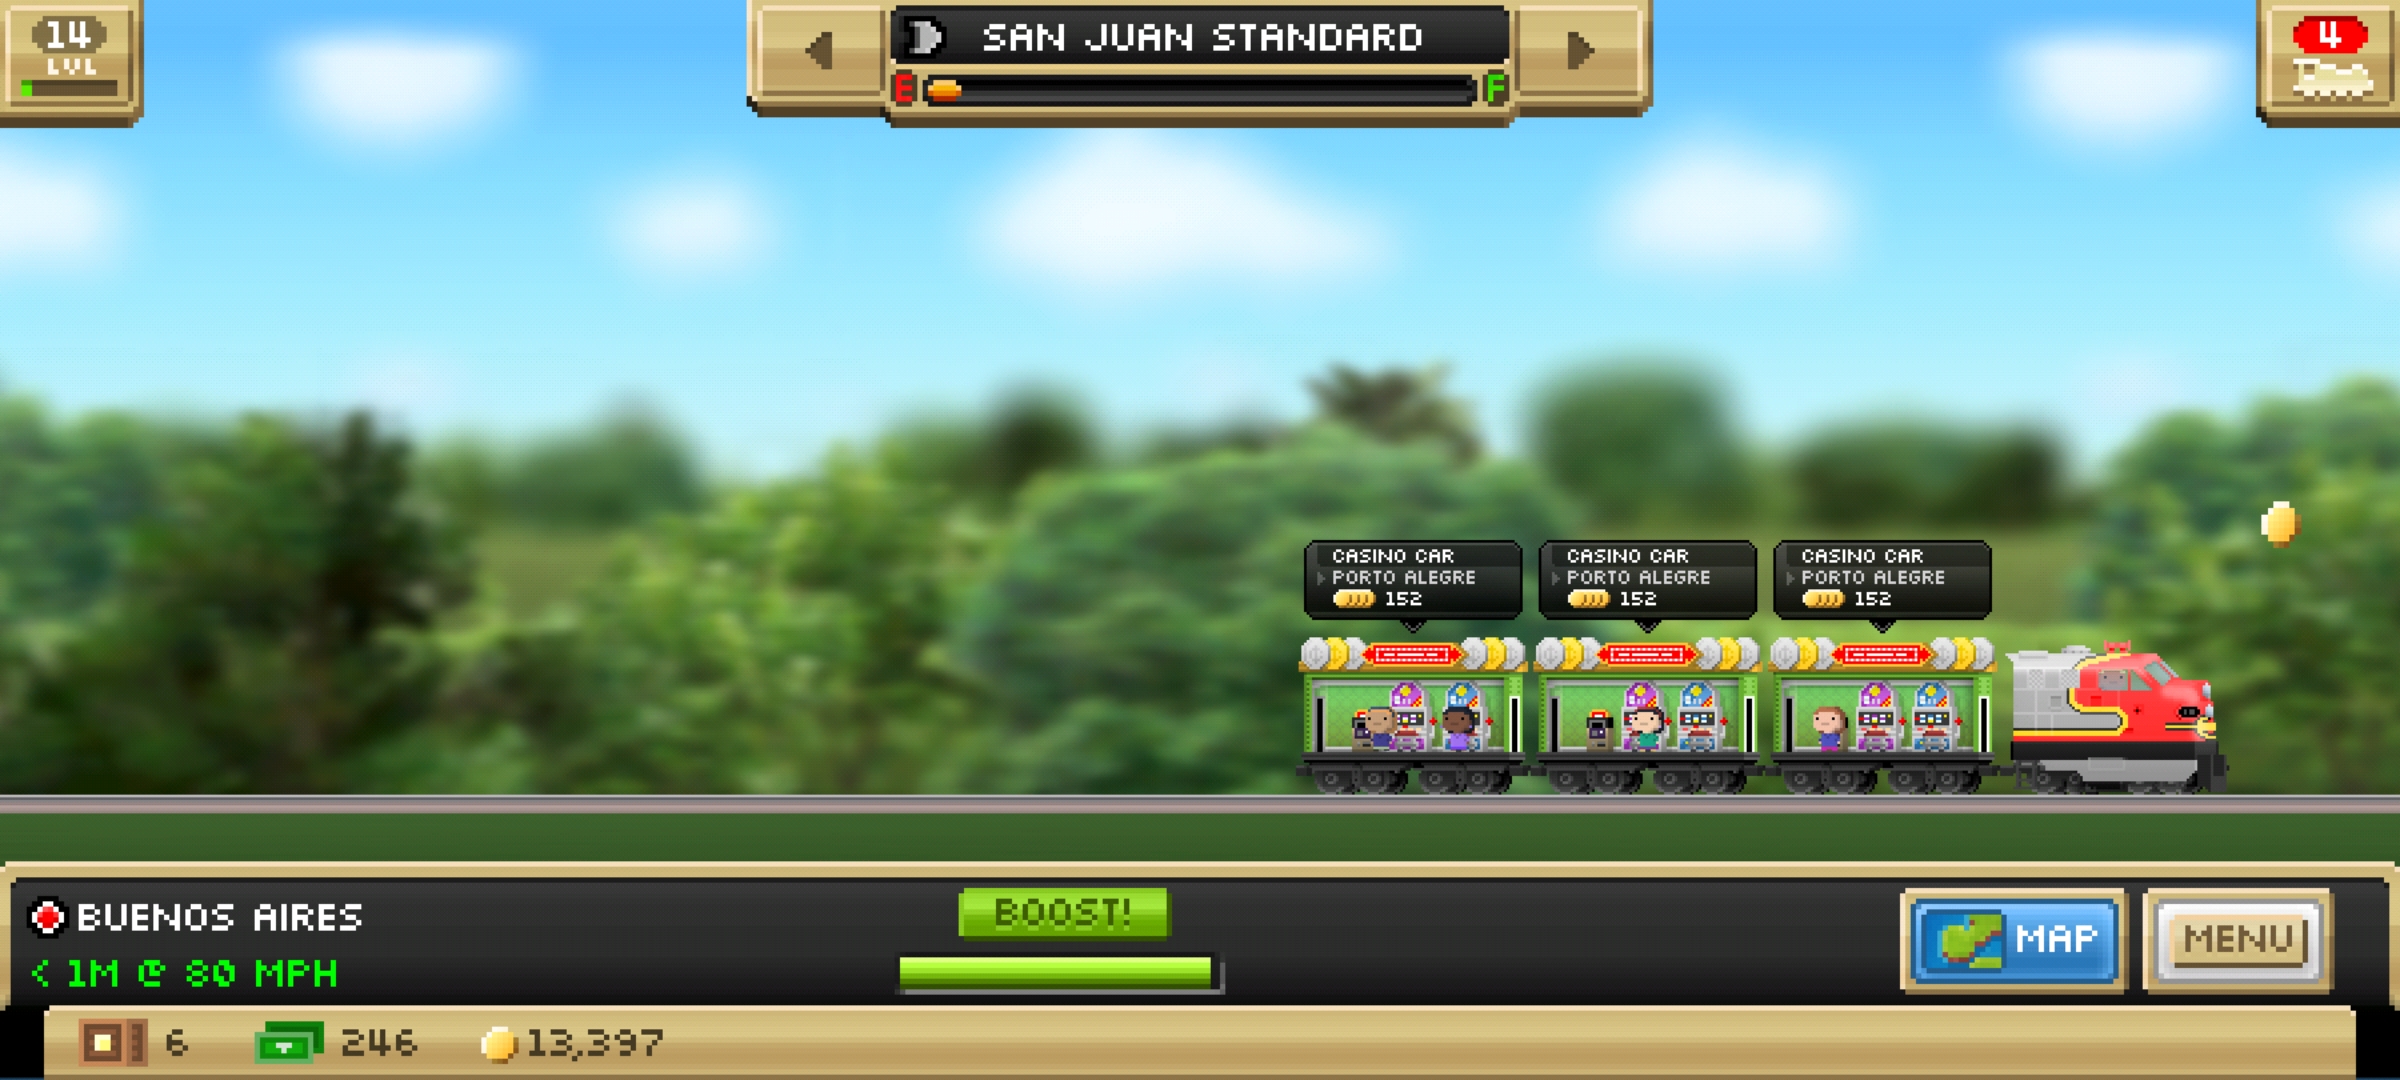 14
LVL
SAN JUAN STANDARD
E F
4
CASINO CAR
PORTO ALEGRE
152
CASINO CAR
PORTO ALEGRE
152
CASINO CAR
PORTO ALEGRE
152
BUENOS AIRES
< 1M @ 80 MPH
BOOST!
MAP
MENU
6 246 13,397